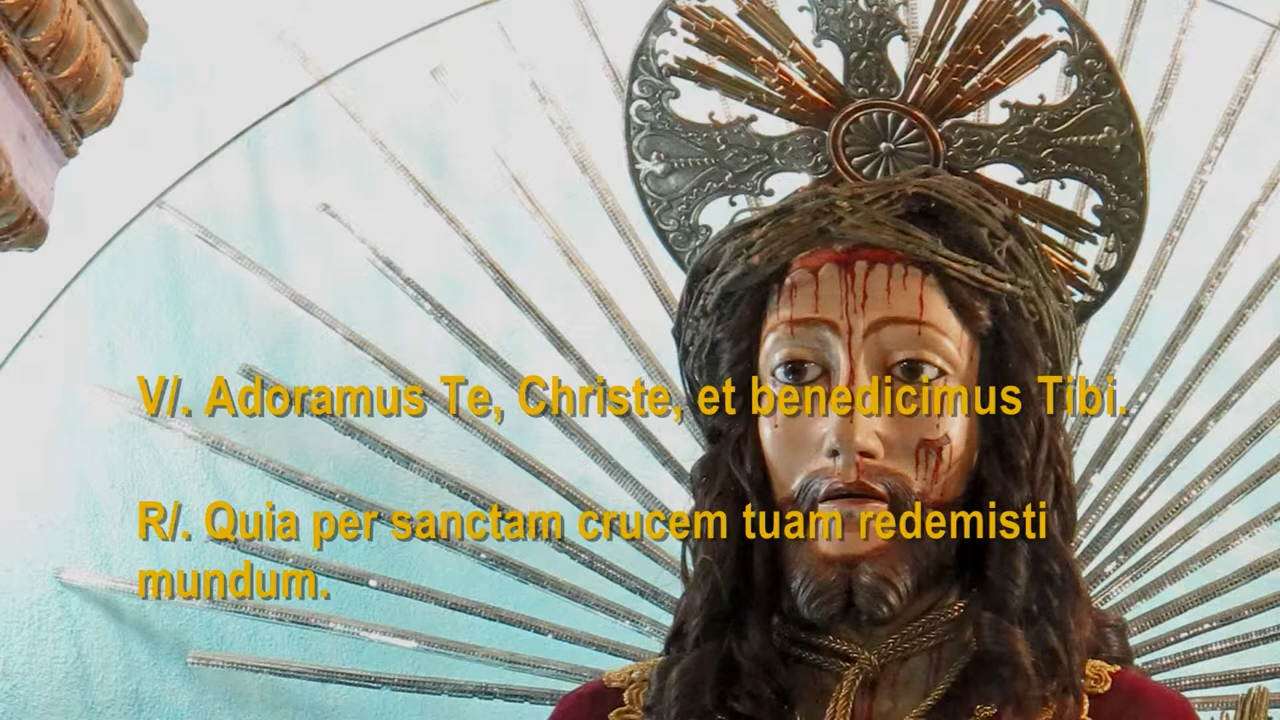 V/. Adoramus Te, Christe, et benedicimus Tibi.
R/. Quia per sanctam crucem tuam redemisti
mundum.